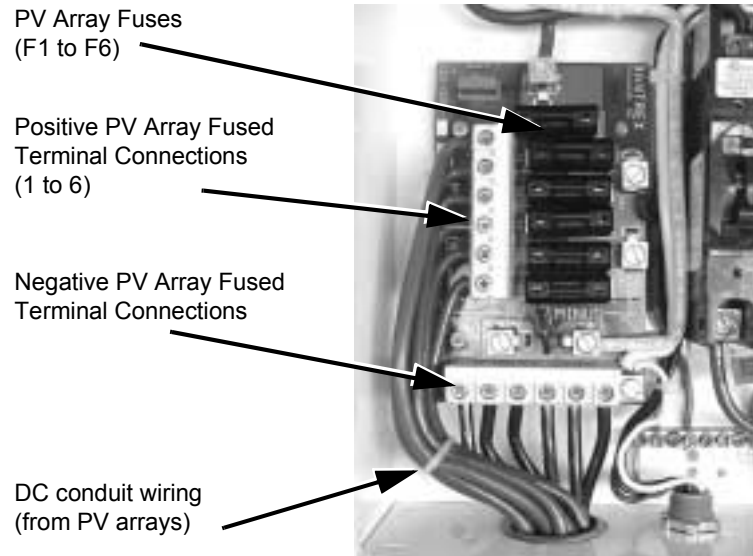 PV Array Fuses
(F1 to F6)
Positive PV Array Fused
Terminal Connections
(1 to 6)
Negative PV Array Fused
Terminal Connections
DC conduit wiring
(from PV arrays)